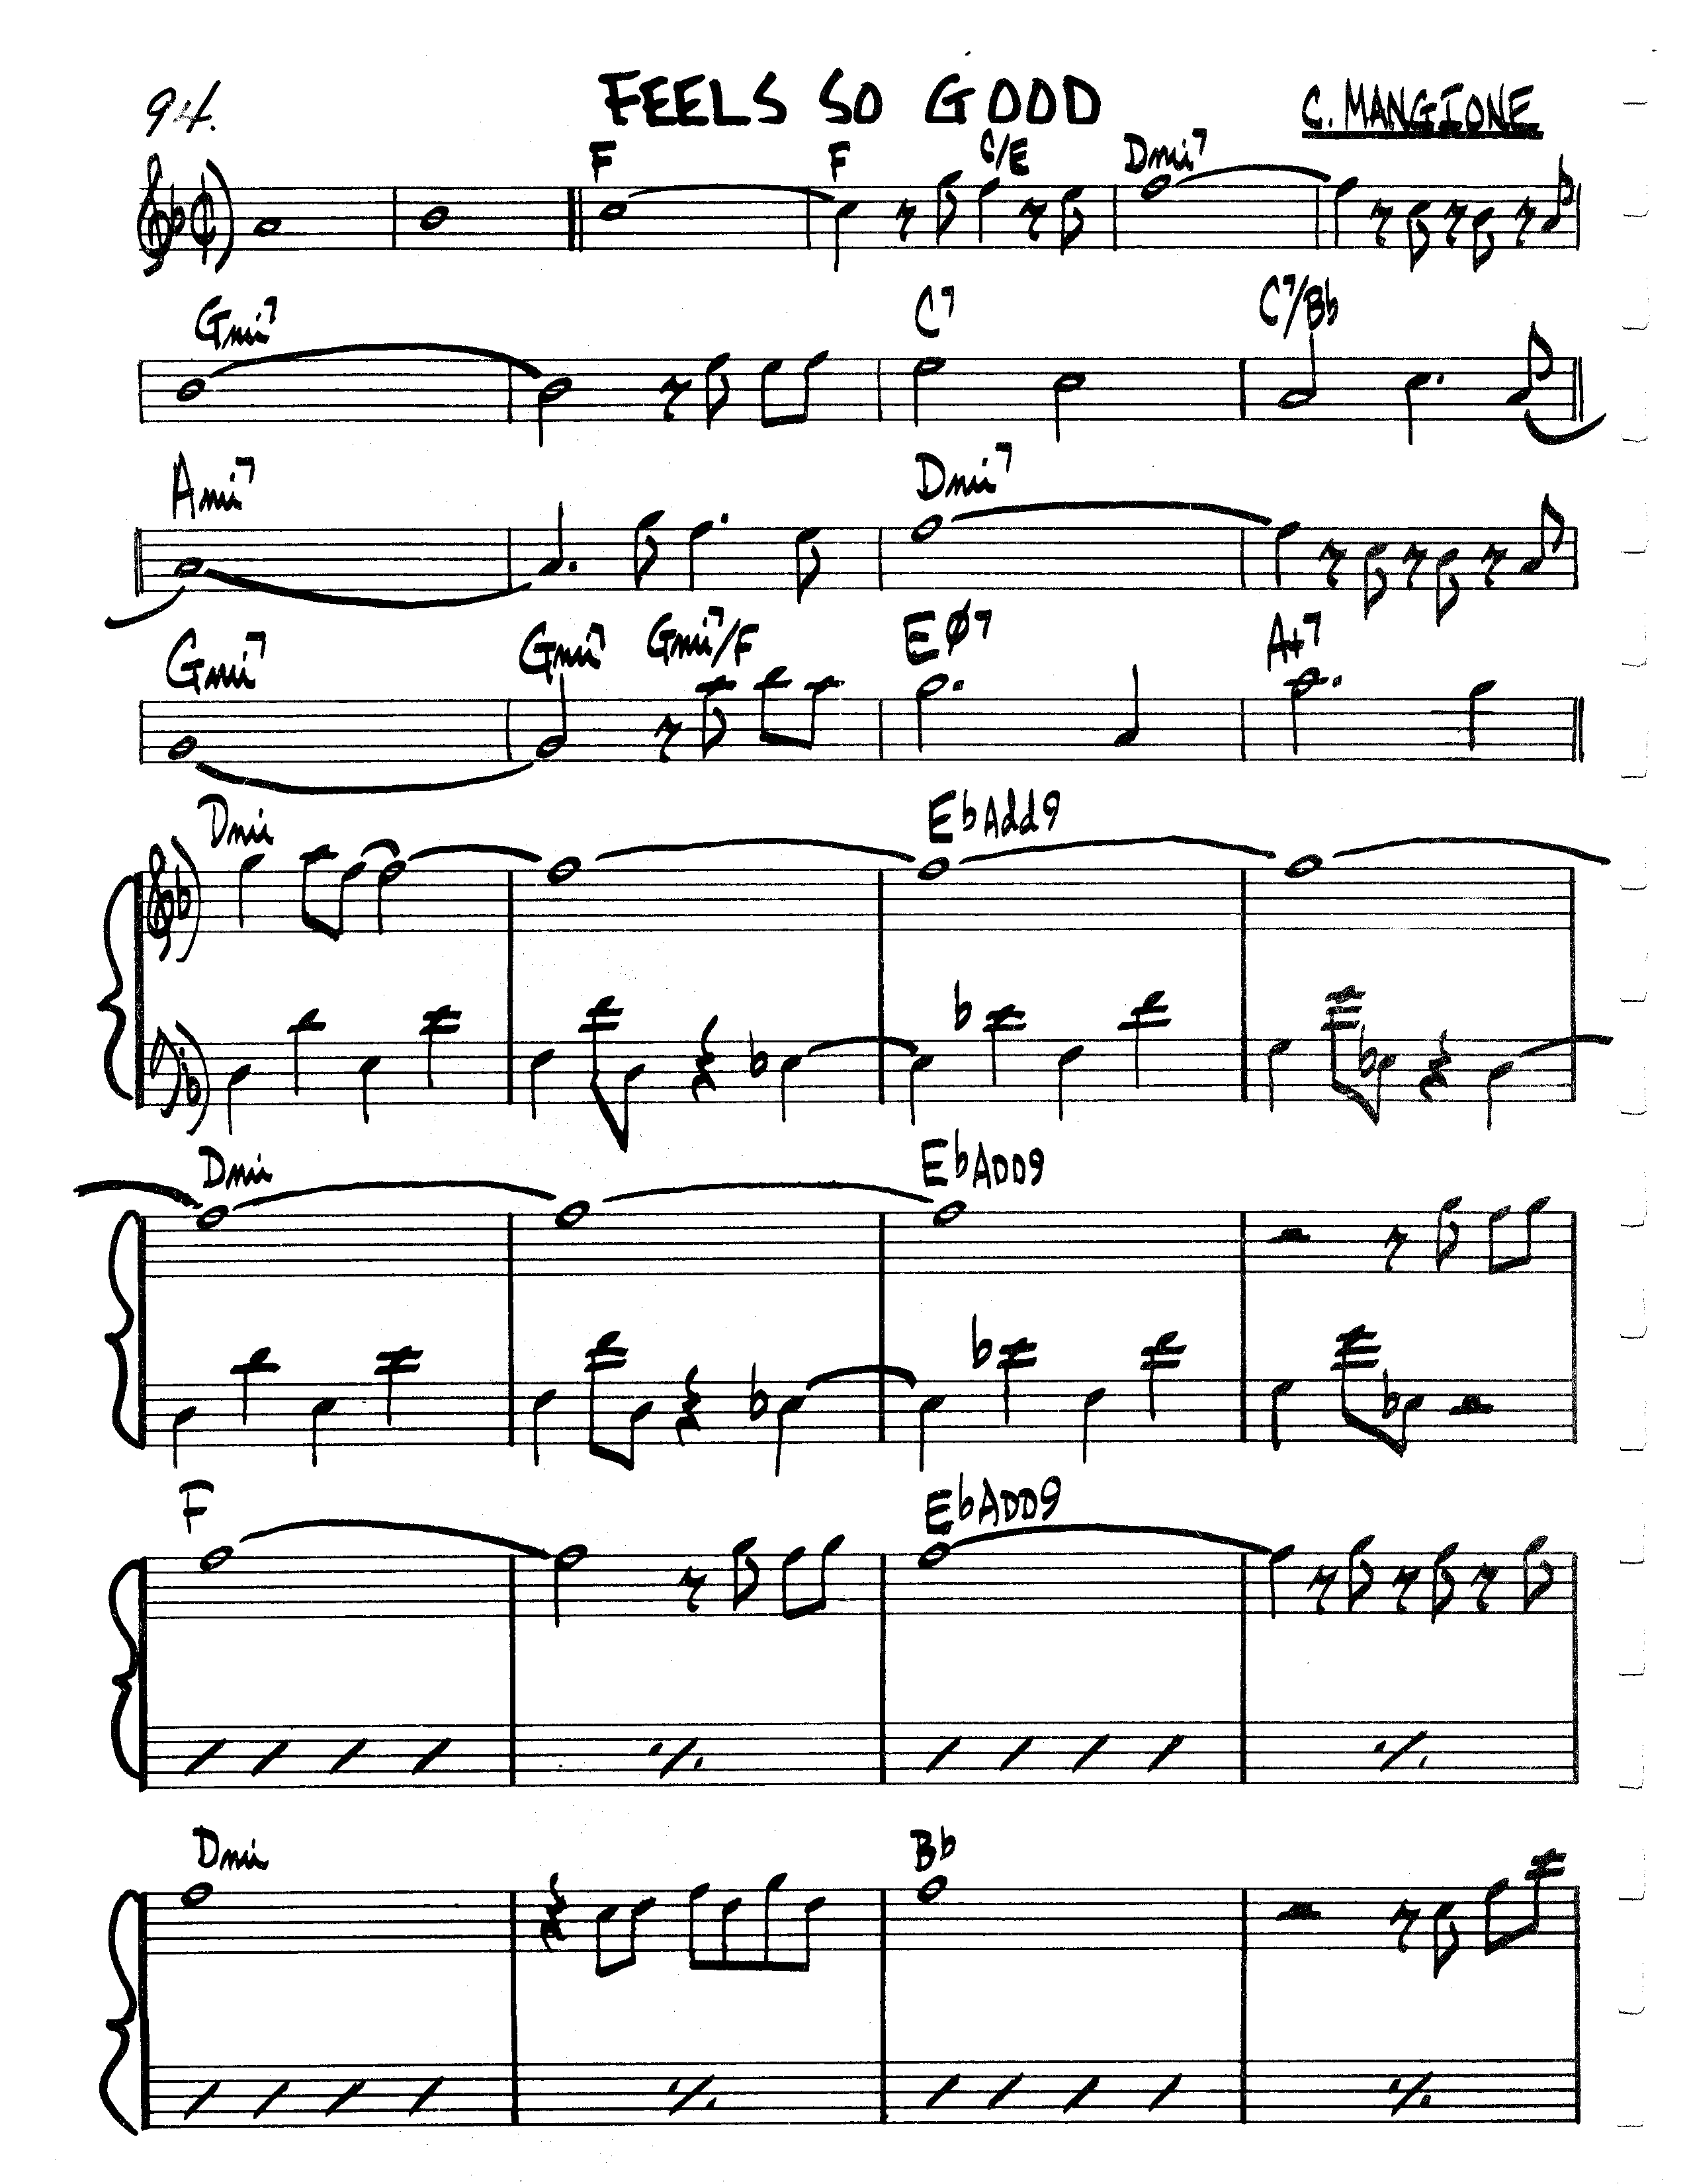 94. FEELS SO GOOD C. MANGIONE
F F C/E Dmi7
Gmi7 C7 C7/Bb
Ami7 Dmi7
Gmi7 Gmi7 Gmi7/F EØ7 A+7
Dmi EbAdd9
Dmi EbADD9
F EbADD9
Dmi Bb